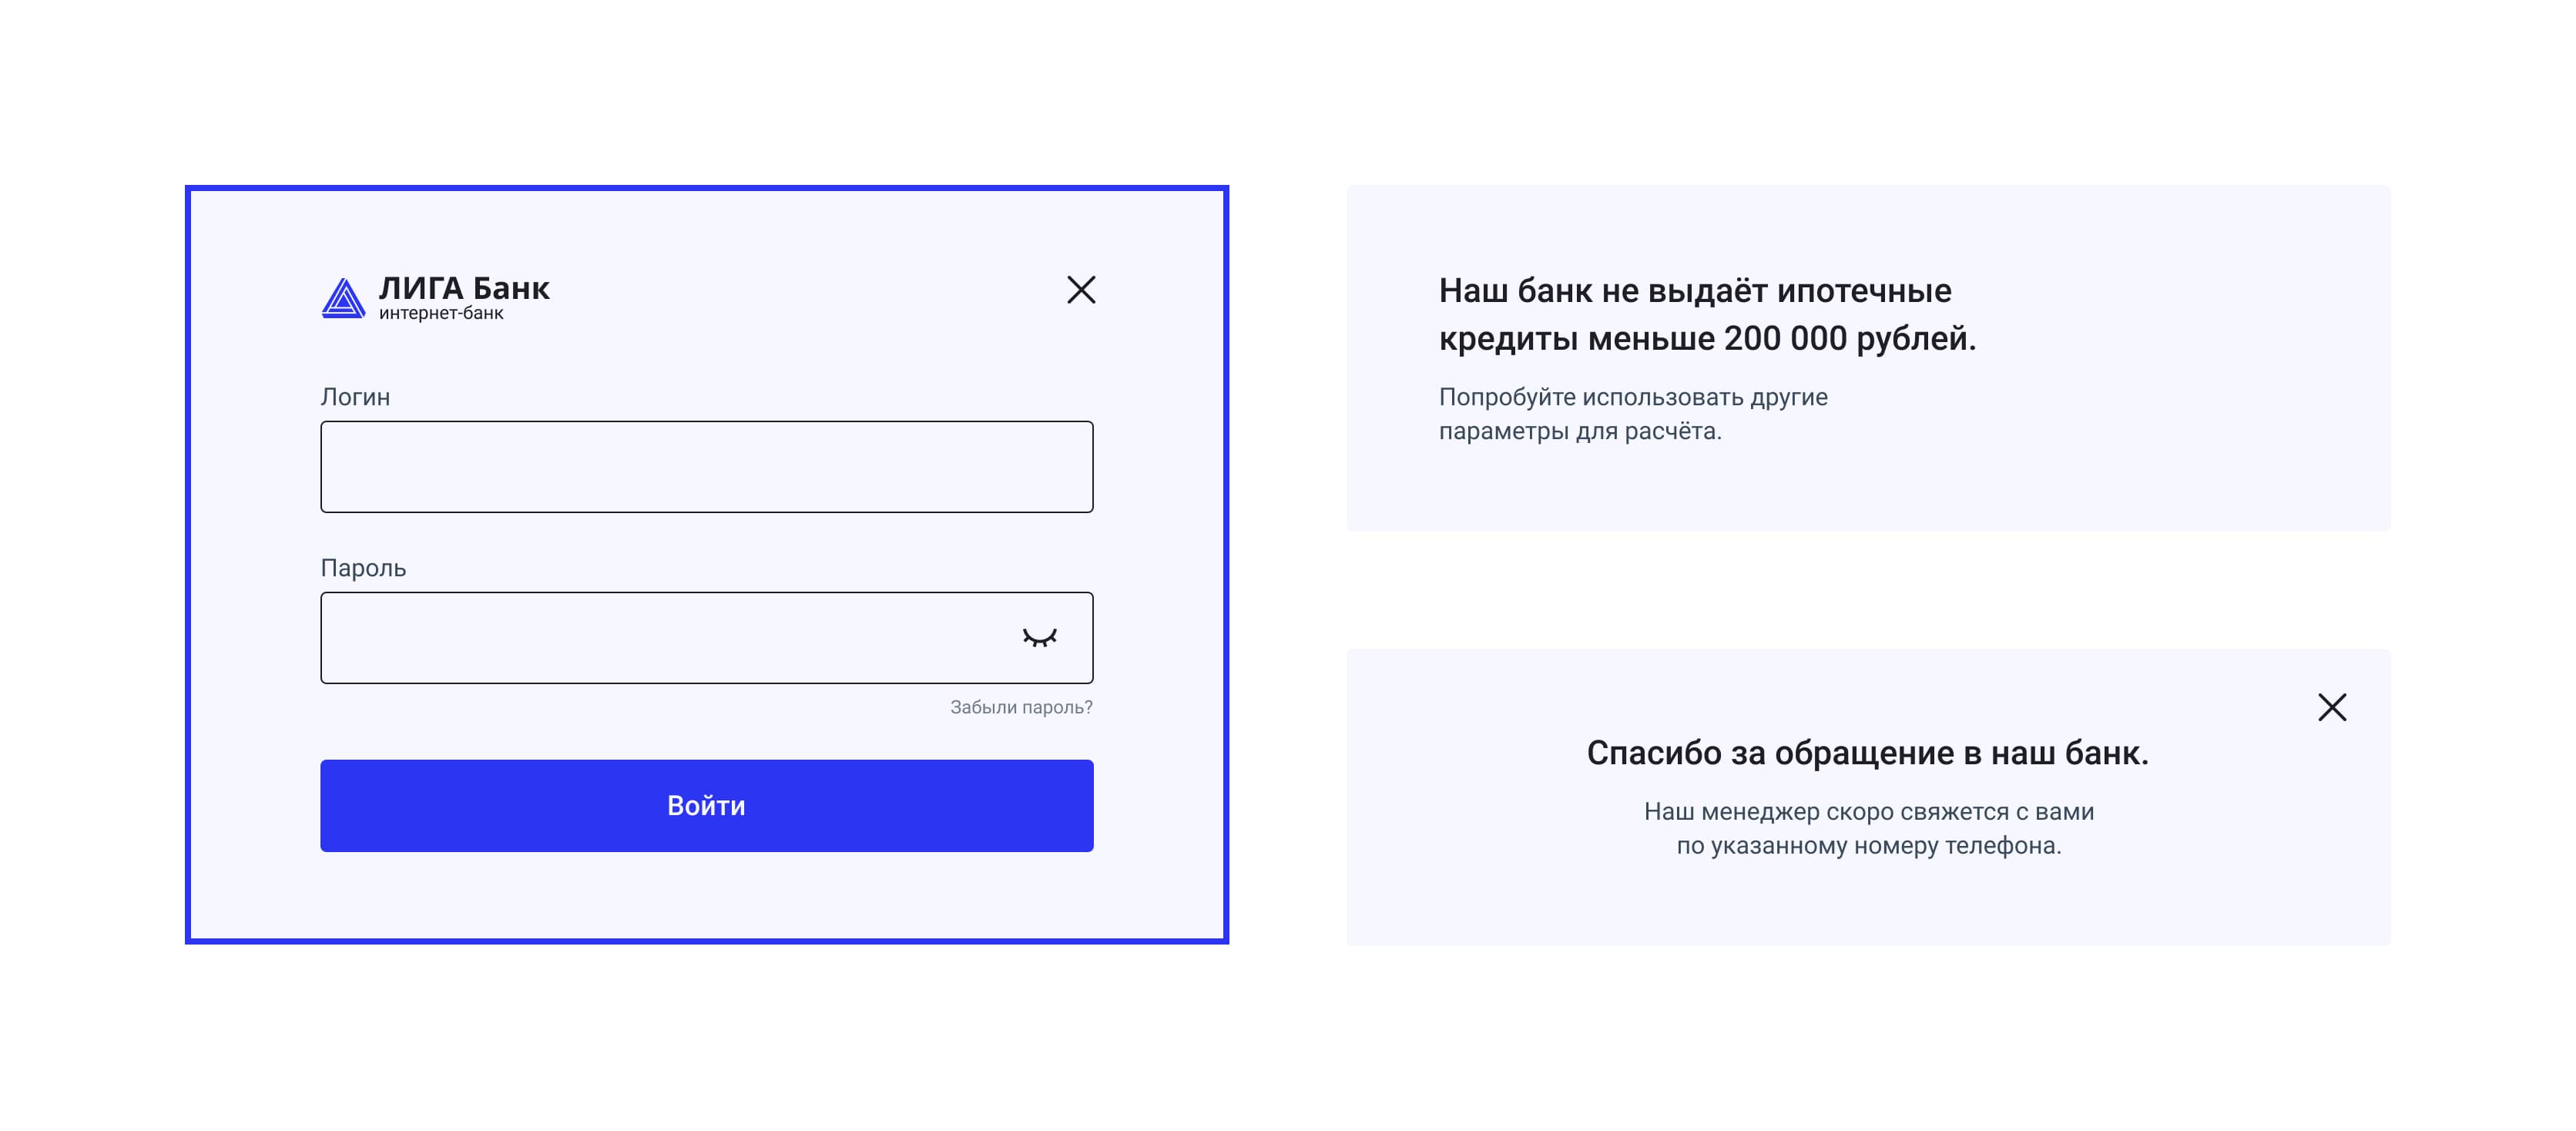 ЛИГА Банк
интернет-банк
Логин
Пароль
Забыли пароль?
Войти
Наш банк не выдаёт ипотечные
кредиты меньше 200 000 рублей.
Попробуйте использовать другие
параметры для расчёта.
Спасибо за обращение в наш банк.
Наш менеджер скоро свяжется с вами
по указанному номеру телефона.